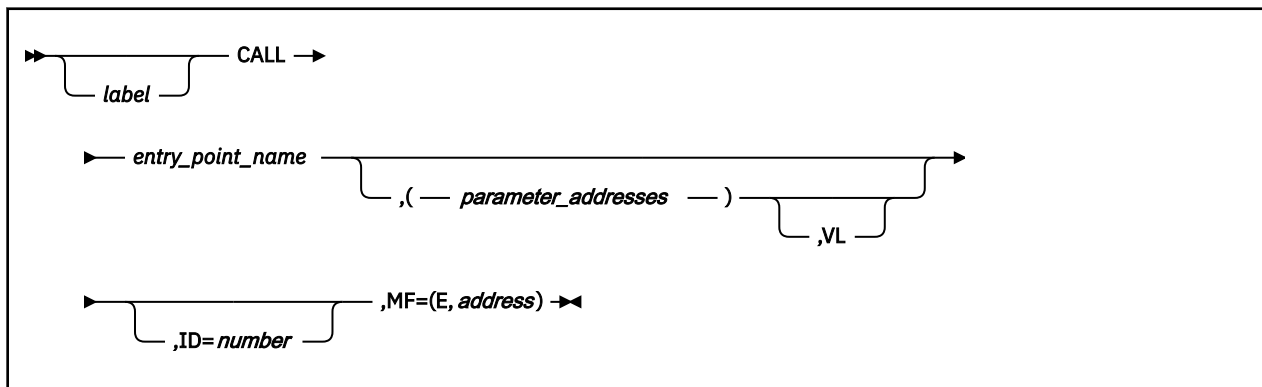 CALL
label
entry_point_name
,( parameter_addresses )
,VL
,MF=(E, address)
,ID= number